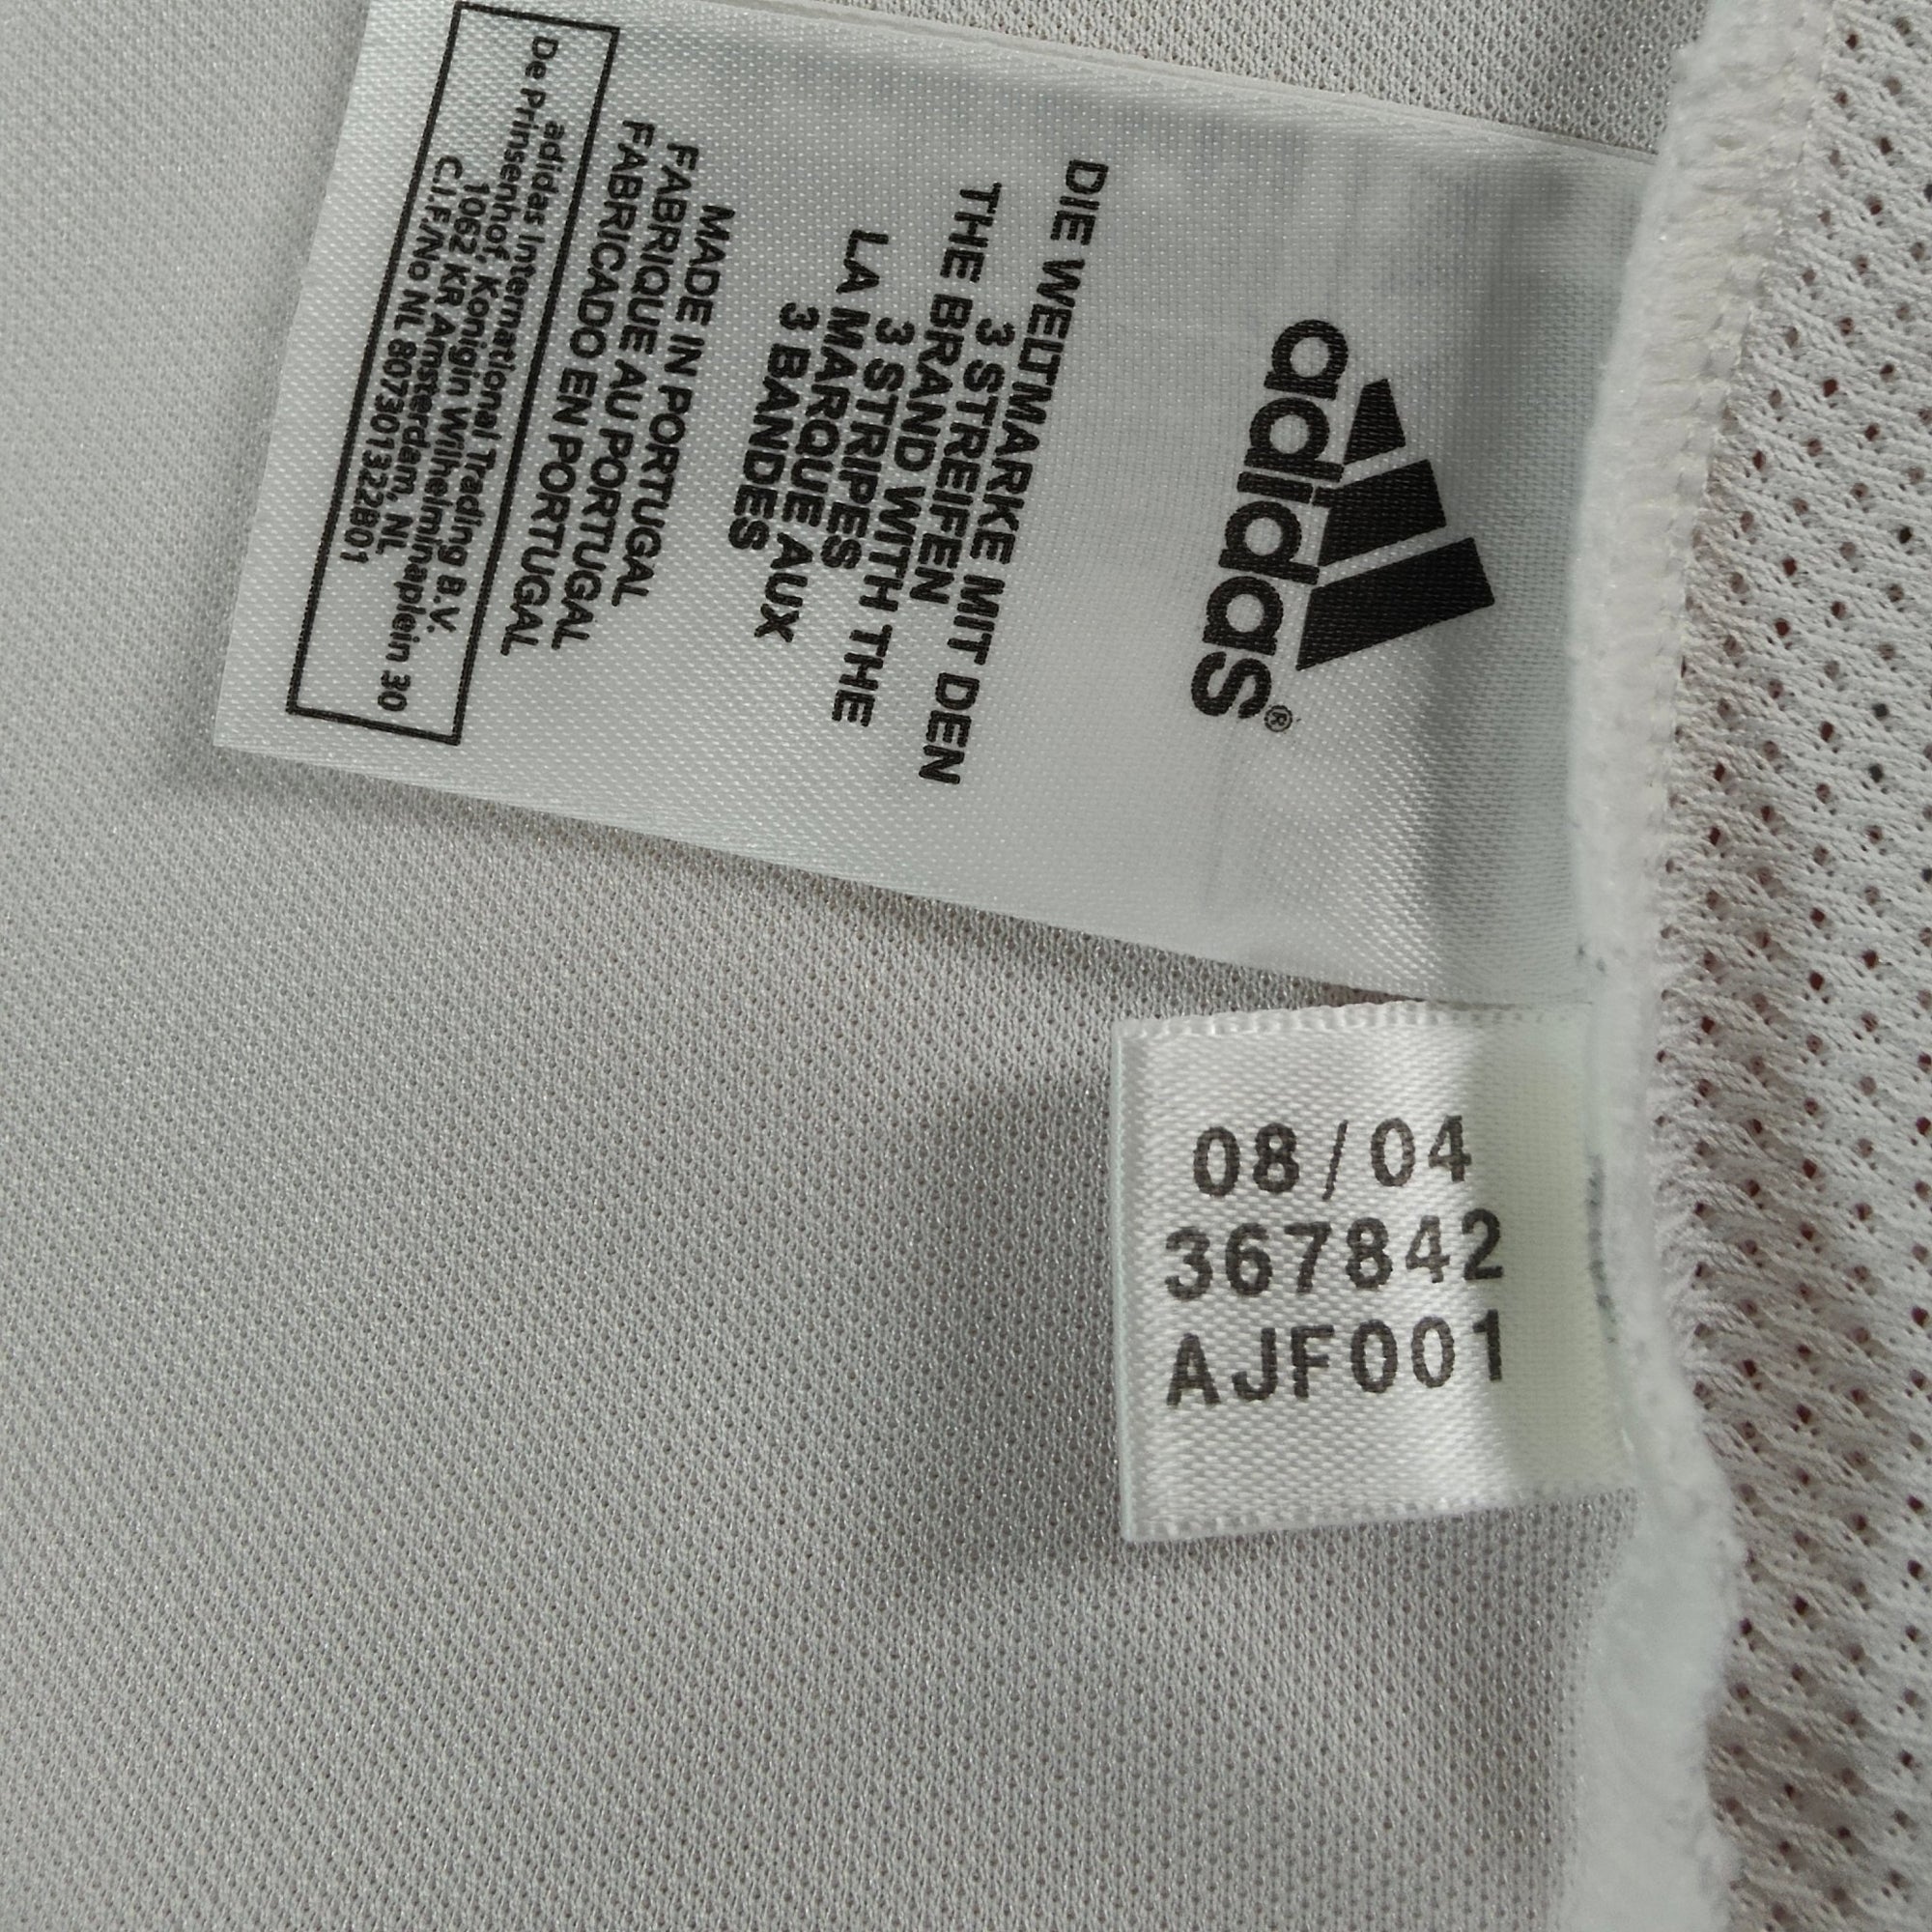 adidas®
DIE WELTMARKE MIT DEN
3 STREIFEN
THE BRAND WITH THE
3 STRIPES
LA MARQUE AUX
3 BANDES
MADE IN PORTUGAL
FABRIQUE AU PORTUGAL
FABRICADO EN PORTUGAL
adidas International Trading B.V.
De Prinsenhof, Konigin Wilhelminaplein 30
1062 KR Amsterdam, NL
C.I.F./No NL 807301322B01
08/04
367842
AJF001